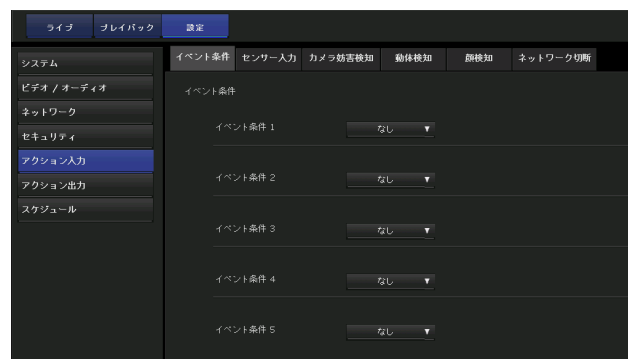 ライブ プレイバック 設定
システム
ビデオ / オーディオ
ネットワーク
セキュリティ
アクション入力
アクション出力
スケジュール
イベント条件 センサー入力 カメラ妨害検知 動体検知 顔検知 ネットワーク切断
イベント条件
イベント条件 1 なし ▼
イベント条件 2 なし ▼
イベント条件 3 なし ▼
イベント条件 4 なし ▼
イベント条件 5 なし ▼